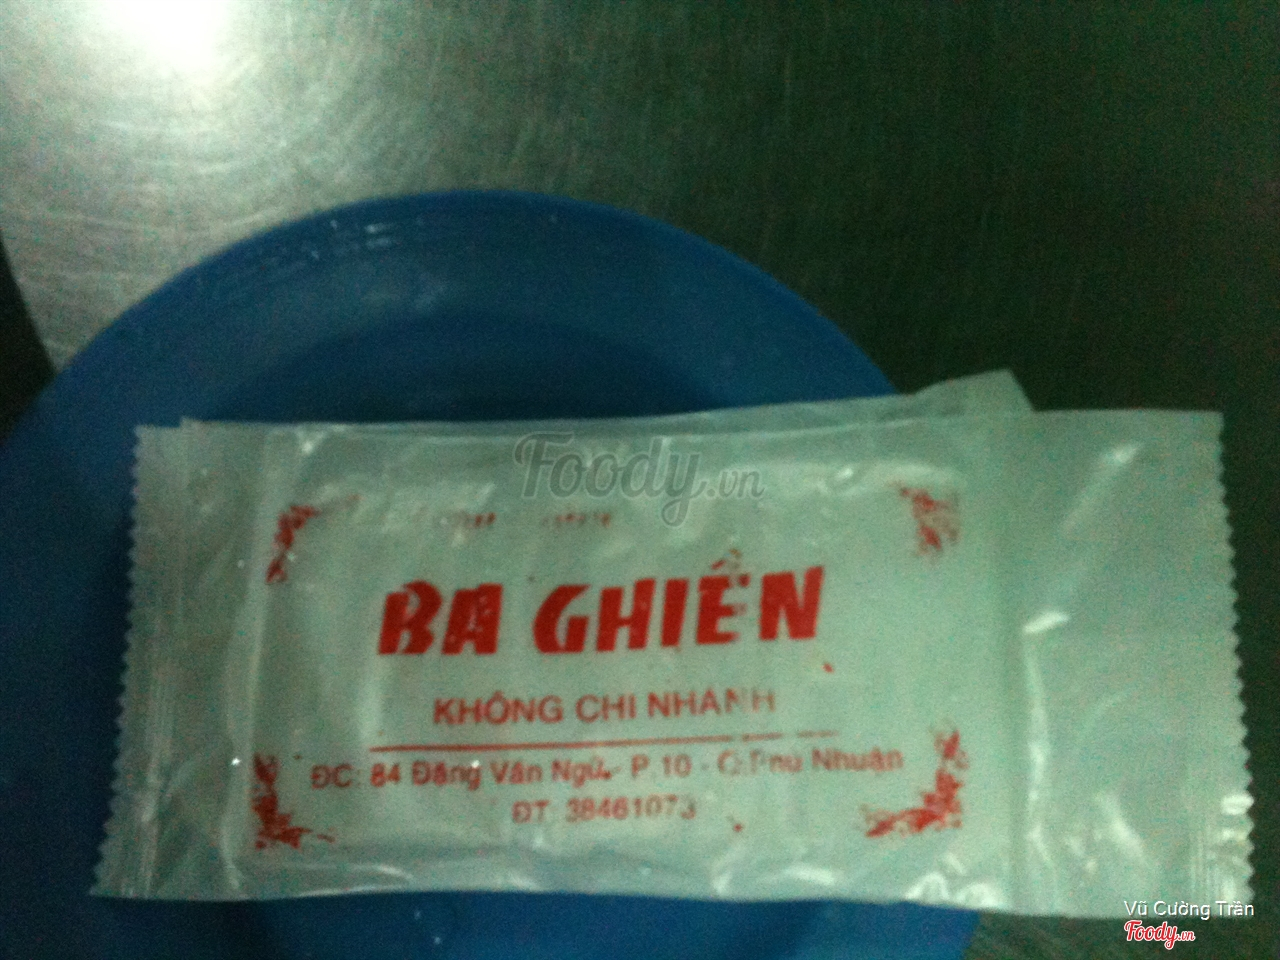 Foody.vn
BA GHIỀN
KHÔNG CHI NHÁNH
ĐC: 84 Đặng Văn Ngữ - P.10 - Q.Phú Nhuận
ĐT: 38461073
Vũ Cường Trần
Foody.vn